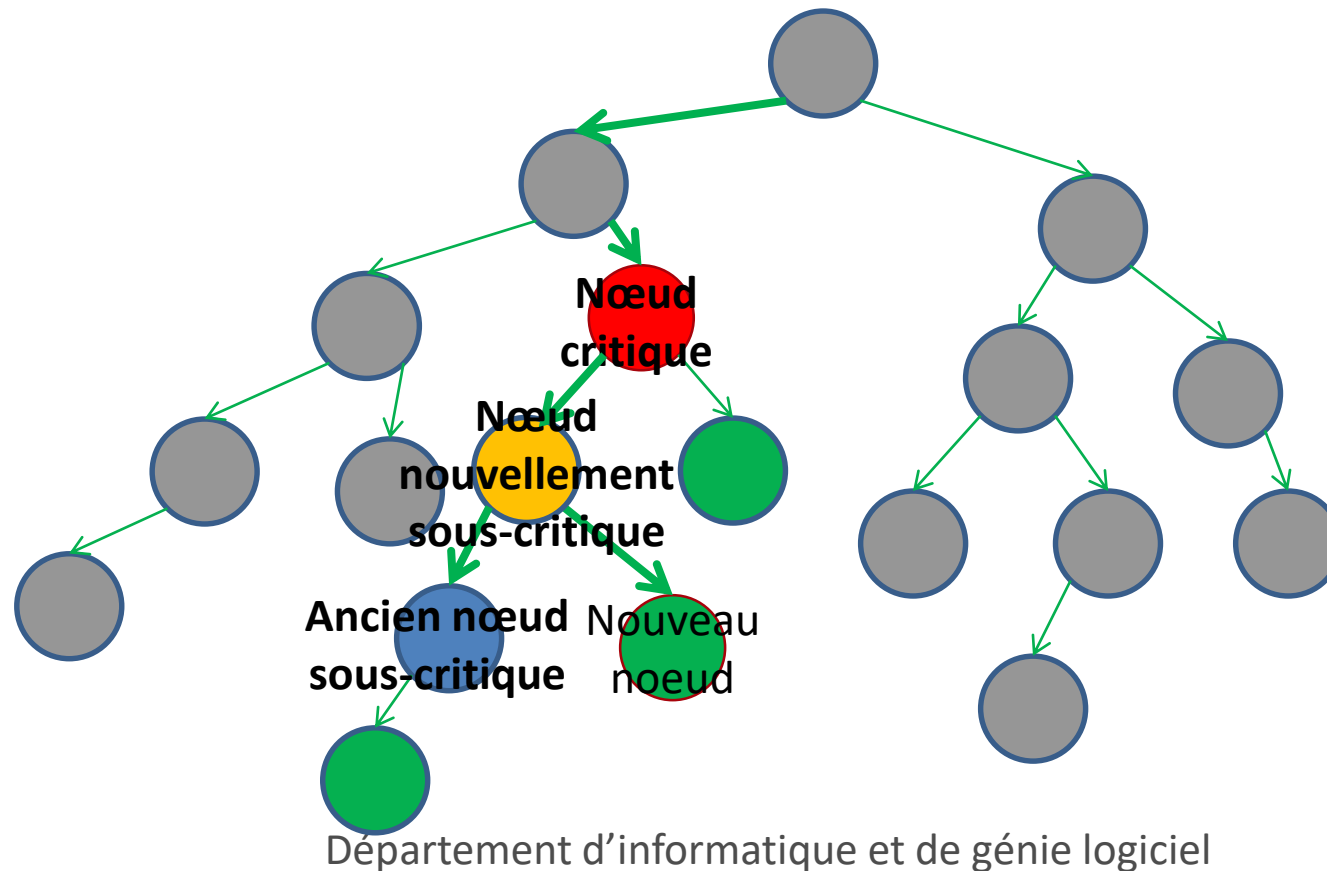 Nœud
critique
Nœud
nouvellement
sous-critique
Ancien nœud
sous-critique
Nouveau
noeud
Département d'informatique et de génie logiciel